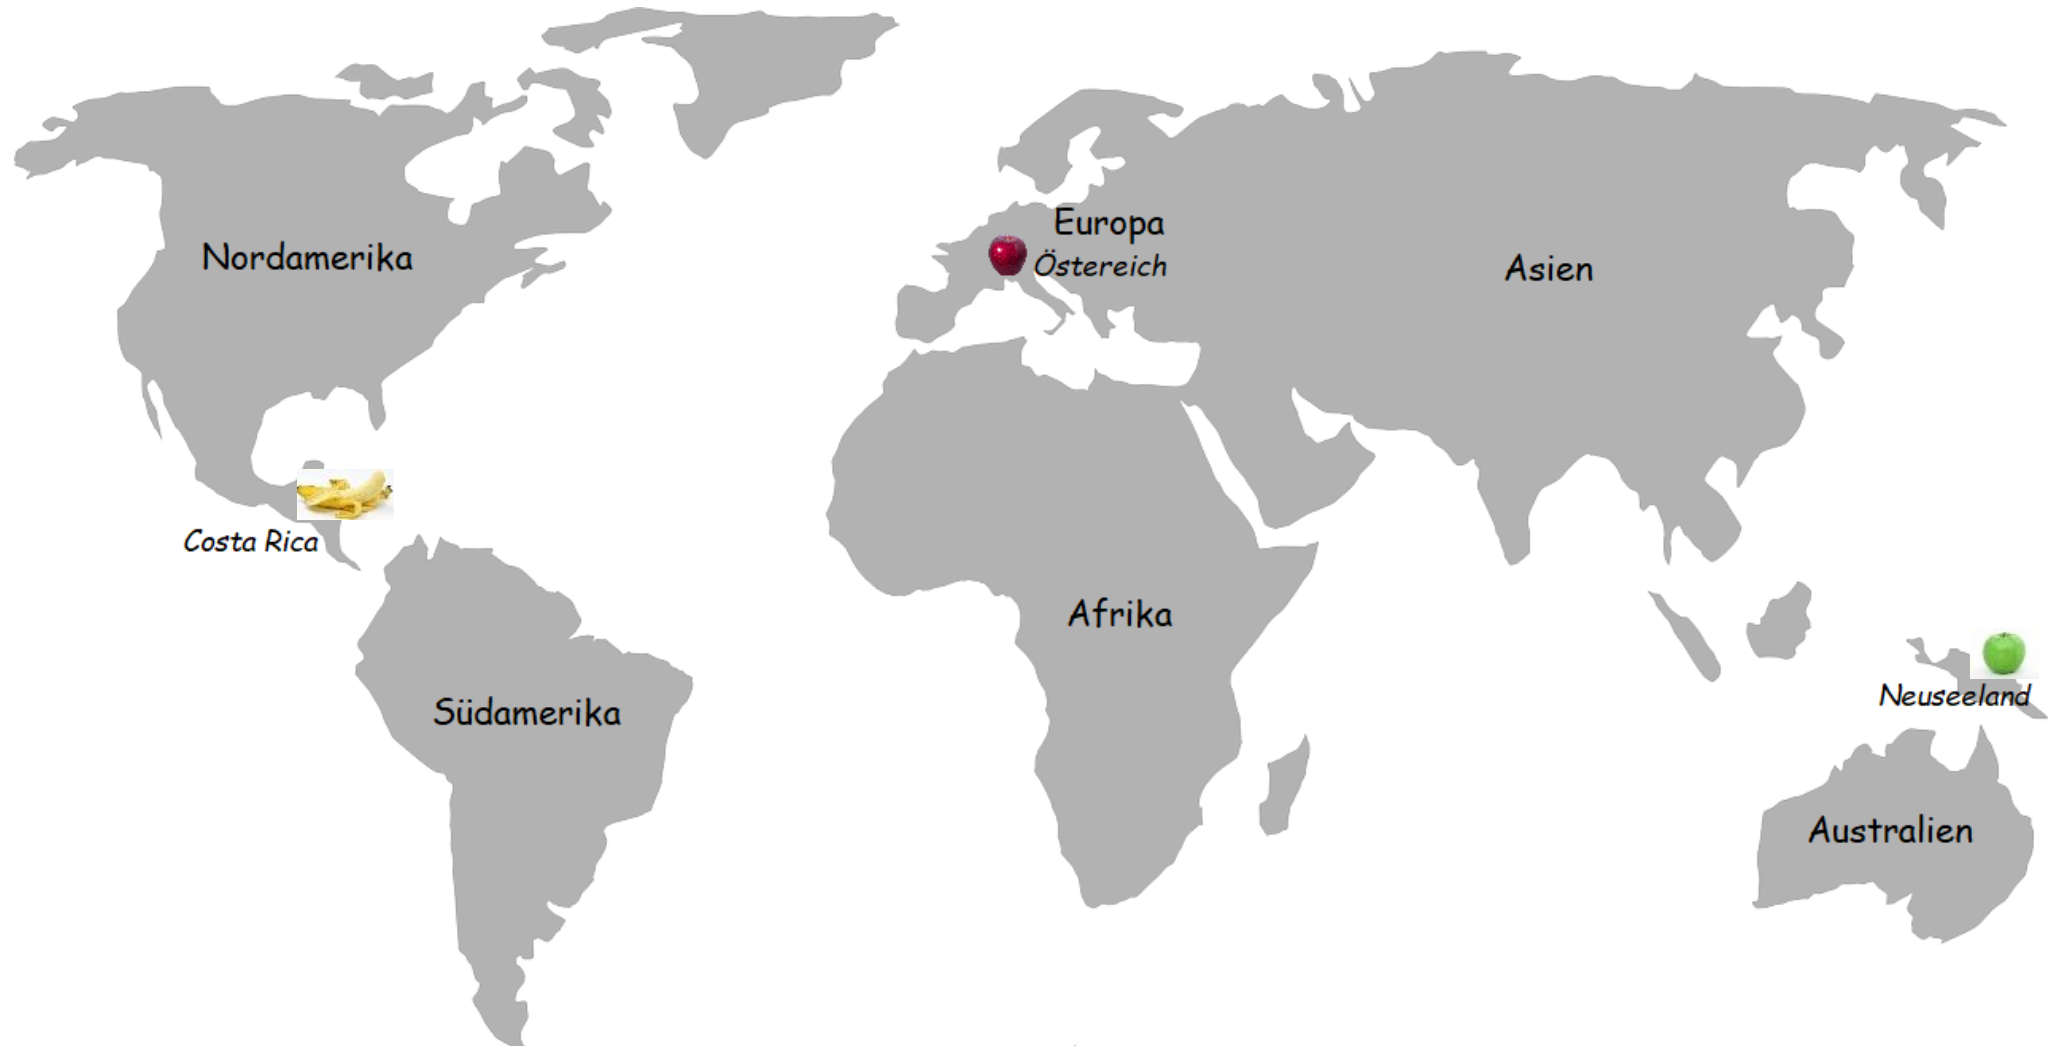 Europa
Nordamerika
Östereich
Asien
Costa Rica
Afrika
Neuseeland
Südamerika
Australien